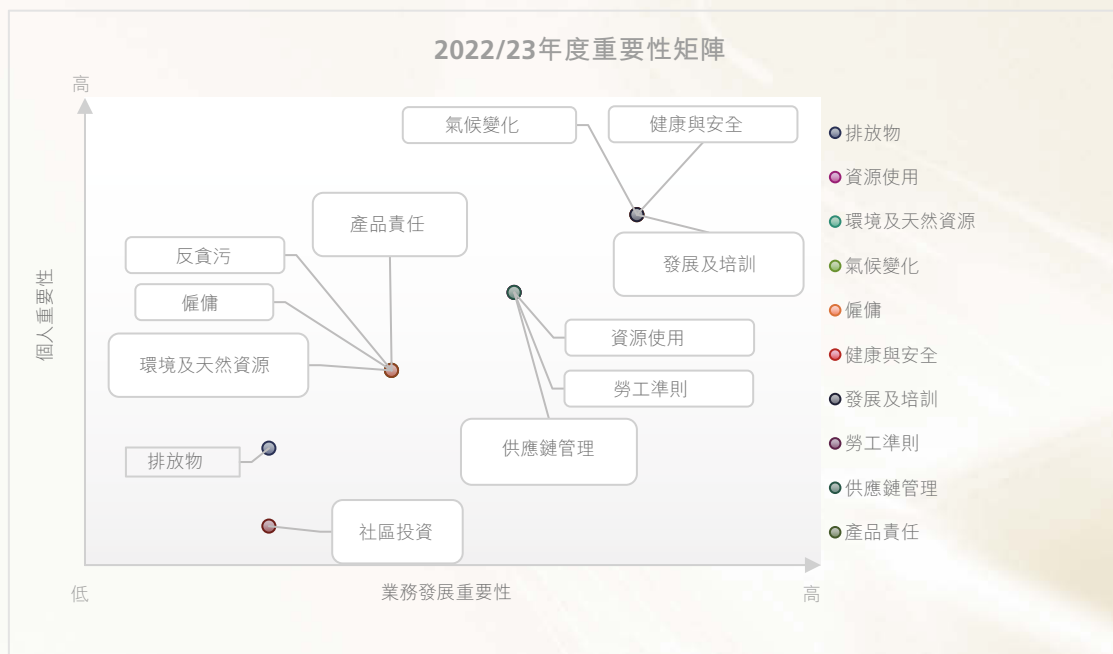 2022/23年度重要性矩陣
高
氣候變化
健康與安全
產品責任
反貪污
發展及培訓
僱傭
資源使用
環境及天然資源
勞工準則
供應鏈管理
排放物
社區投資
個人重要性
低
業務發展重要性
高
排放物
資源使用
環境及天然資源
氣候變化
僱傭
健康與安全
發展及培訓
勞工準則
供應鏈管理
產品責任